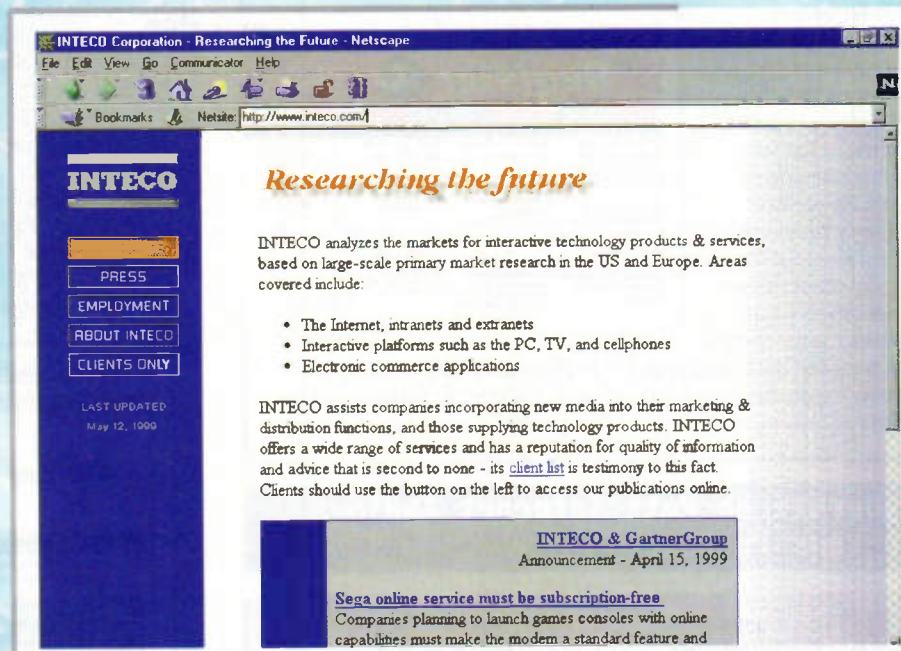 INTECO Corporation - Researching the Future - Netscape
File Edit View Go Communicator Help
N
Bookmarks Netsite: http://www.inteco.com/
INTECO
PRESS
EMPLOYMENT
ABOUT INTECO
CLIENTS ONLY
LAST UPDATED
May 12, 1999
Researching the future
INTECO analyzes the markets for interactive technology products & services,
based on large-scale primary market research in the US and Europe. Areas
covered include:
• The Internet, intranets and extranets
• Interactive platforms such as the PC, TV, and cellphones
• Electronic commerce applications
INTECO assists companies incorporating new media into their marketing &
distribution functions, and those supplying technology products. INTECO
offers a wide range of services and has a reputation for quality of information
and advice that is second to none - its client list is testimony to this fact.
Clients should use the button on the left to access our publications online.
INTECO & GartnerGroup
Announcement - April 15, 1999
Sega online service must be subscription-free
Companies planning to launch games consoles with online
capabilities must make the modem a standard feature and